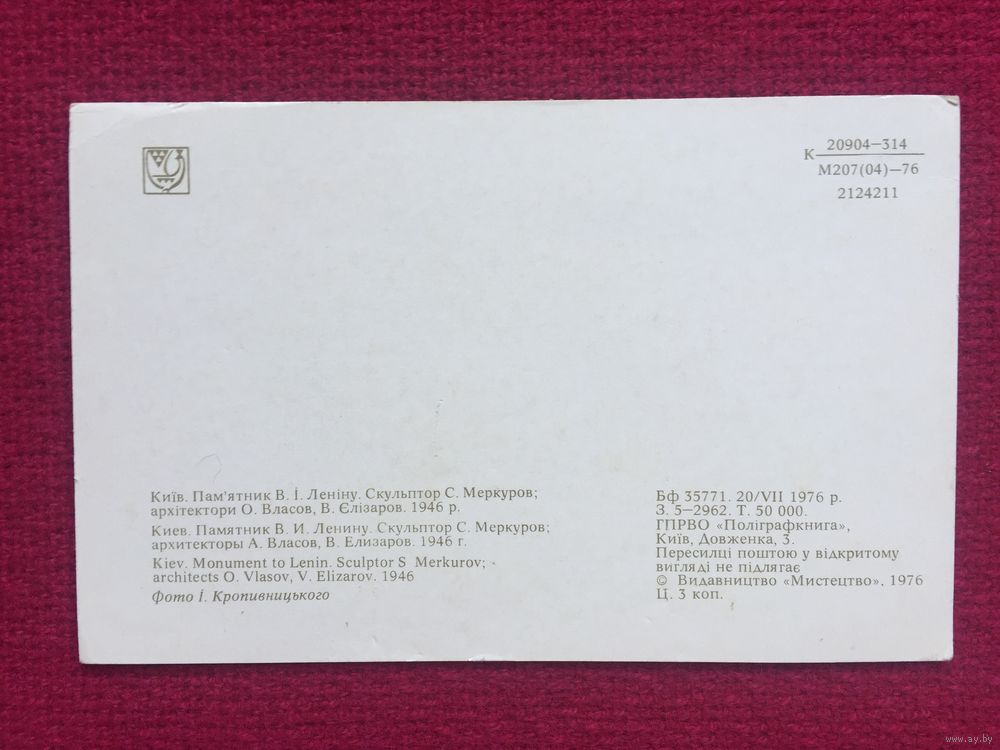 К 20904—314
М207(04)—76
2124211
Київ. Пам'ятник В. І. Леніну. Скульптор С. Меркуров;
архітектори О. Власов, В. Єлізаров. 1946 р.
Киев. Памятник В. И. Ленину. Скульптор С. Меркуров;
архитекторы А. Власов, В. Елизаров. 1946 г.
Kiev. Monument to Lenin. Sculptor S Merkurov;
architects O. Vlasov, V. Elizarov. 1946
Фото І. Кропивницького
Бф 35771. 20/VII 1976 р.
З. 5—2962. Т. 50 000.
ГПРВО «Поліграфкнига»,
Київ, Довженка, 3.
Пересилці поштою у відкритому
вигляді не підлягає
© Видавництво «Мистецтво», 1976
Ц. 3 коп.
www.ay.by